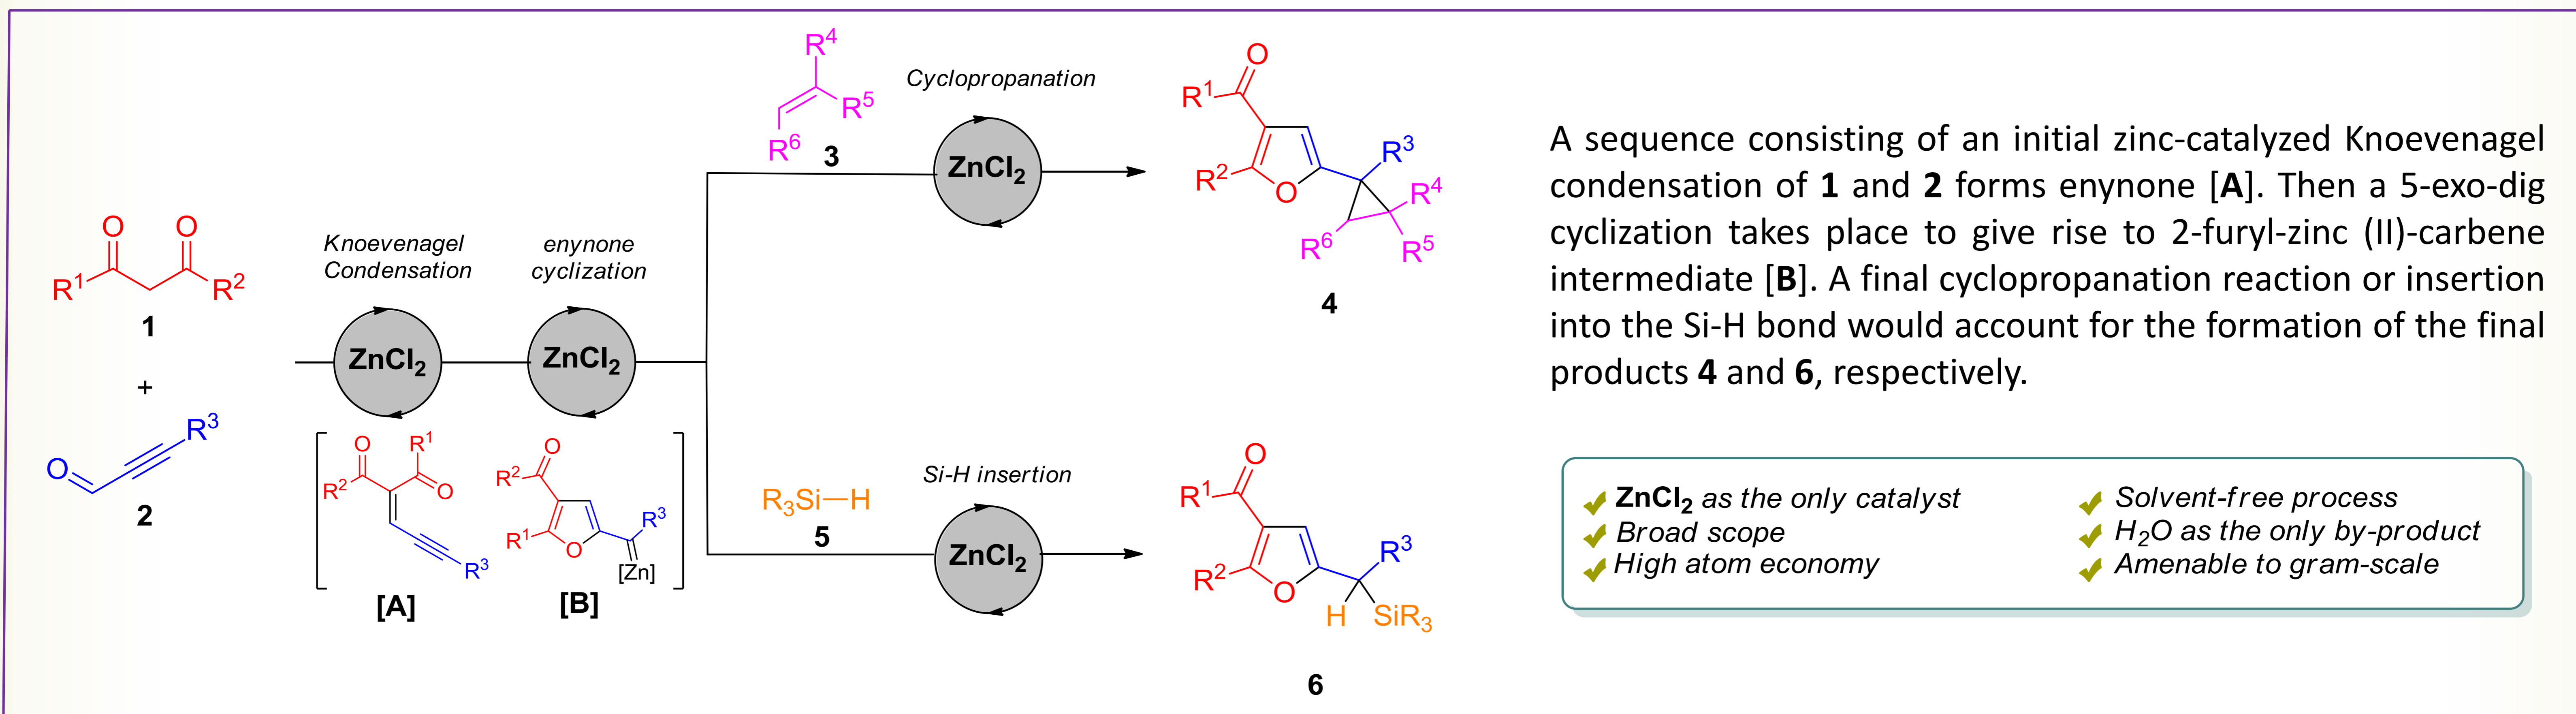 R4
R5
R6
3
Cyclopropanation
ZnCl2
O
R1
R2
O
R3
R4
R5
R6
4
O O
R1 R2
1
+
O
R3
2
Knoevenagel
Condensation
ZnCl2
enynone
cyclization
ZnCl2
O
R1
R2
O
R3
[A]
O
R2
R1
O
R3
[Zn]
[B]
R3Si—H
5
Si-H insertion
ZnCl2
O
R1
R2
O
R3
H
SiR3
6
A sequence consisting of an initial zinc-catalyzed Knoevenagel
condensation of 1 and 2 forms enynone [A]. Then a 5-exo-dig
cyclization takes place to give rise to 2-furyl-zinc (II)-carbene
intermediate [B]. A final cyclopropanation reaction or insertion
into the Si-H bond would account for the formation of the final
products 4 and 6, respectively.
ZnCl2 as the only catalyst
Broad scope
High atom economy
Solvent-free process
H2O as the only by-product
Amenable to gram-scale